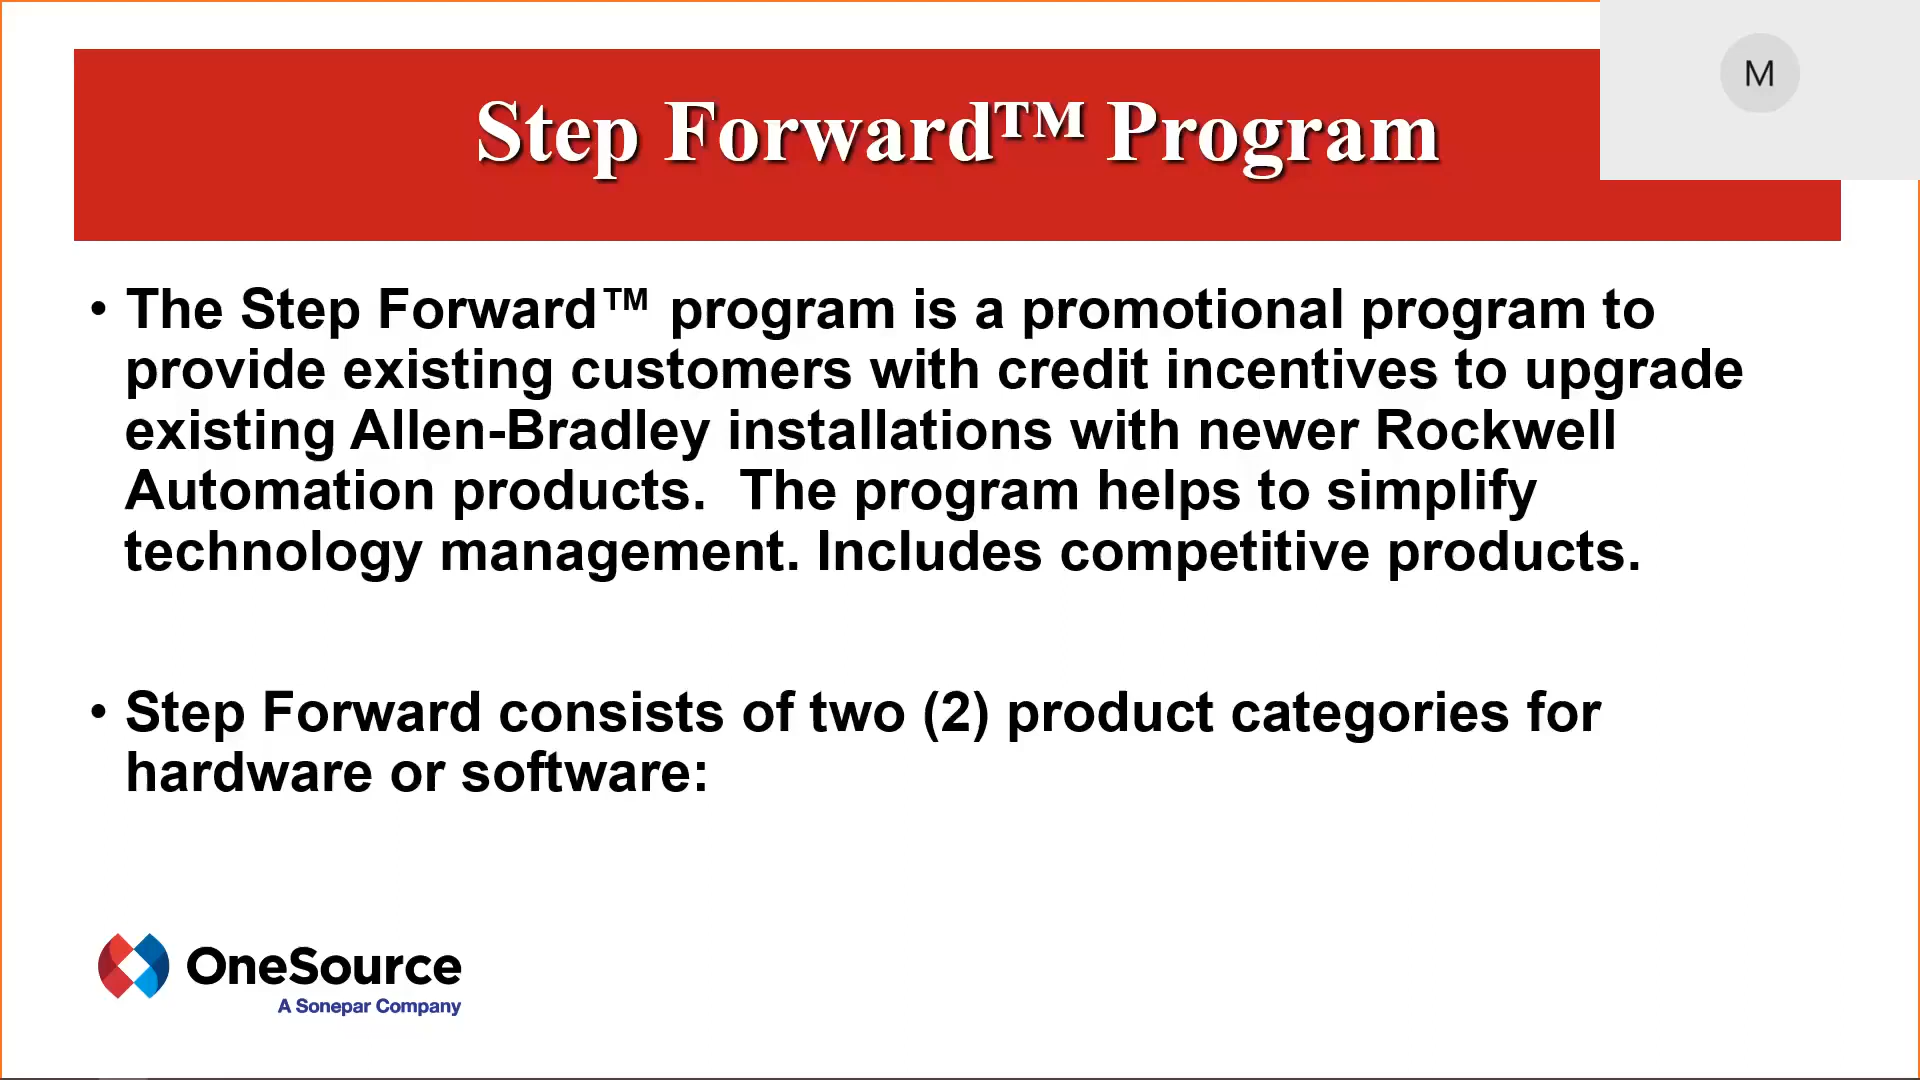 M
Step Forward™ Program
• The Step Forward™ program is a promotional program to
provide existing customers with credit incentives to upgrade
existing Allen-Bradley installations with newer Rockwell
Automation products.  The program helps to simplify
technology management. Includes competitive products.
• Step Forward consists of two (2) product categories for
hardware or software:
OneSource
A Sonepar Company